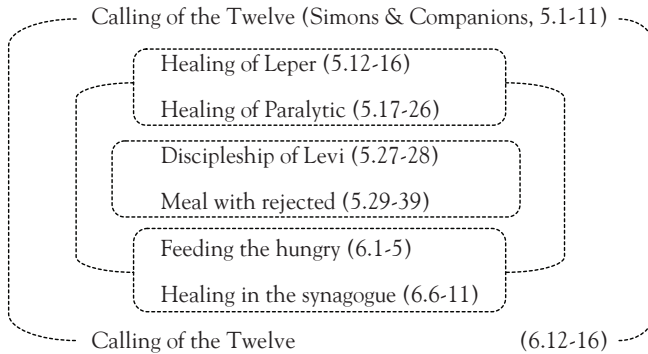 Calling of the Twelve (Simons & Companions, 5.1-11)
Healing of Leper (5.12-16)
Healing of Paralytic (5.17-26)
Discipleship of Levi (5.27-28)
Meal with rejected (5.29-39)
Feeding the hungry (6.1-5)
Healing in the synagogue (6.6-11)
Calling of the Twelve (6.12-16)